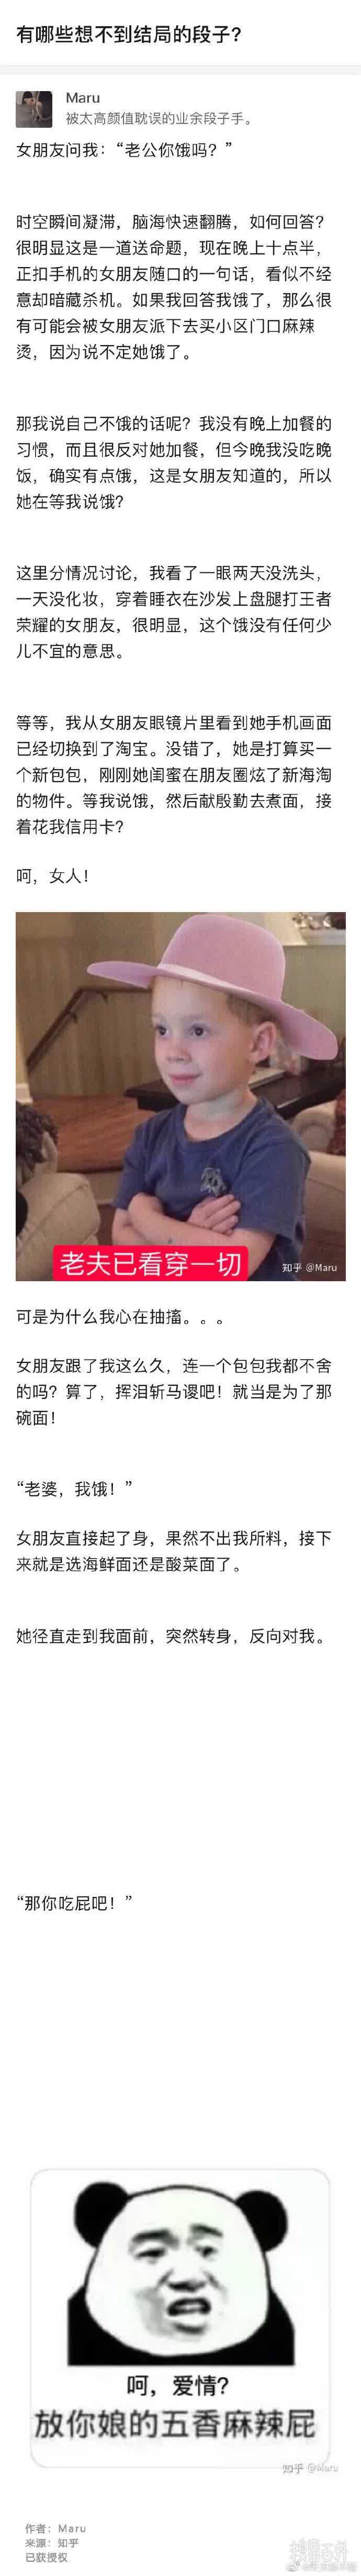 有哪些想不到结局的段子?
Maru
被太高颜值耽误的业余段子手。
女朋友问我：“老公你饿吗？”
时空瞬间凝滞，脑海快速翻腾，如何回答？
很明显这是一道送命题，现在晚上十点半，
正扣手机的女朋友随口的一句话，看似不经
意却暗藏杀机。如果我回答我饿了，那么很
有可能会被女朋友派下去买小区门口麻辣
烫，因为说不定她饿了。
那我说自己不饿的话呢？我没有晚上加餐的
习惯，而且很反对她加餐，但今晚我没吃晚
饭，确实有点饿，这是女朋友知道的，所以
她在等我说饿？
这里分情况讨论，我看了一眼两天没洗头，
一天没化妆，穿着睡衣在沙发上盘腿打王者
荣耀的女朋友，很明显，这个饿没有任何少
儿不宜的意思。
等等，我从女朋友眼镜片里看到她手机画面
已经切换到了淘宝。没错了，她是打算买一
个新包包，刚刚她闺蜜在朋友圈炫了新海淘
的物件。等我说饿，然后献殷勤去煮面，接
着花我信用卡？
呵，女人！
老夫已看穿一切
知乎 @Maru
可是为什么我心在抽搐。。。
女朋友跟了我这么久，连一个包包我都不舍
的吗？算了，挥泪斩马谡吧！就当是为了那
碗面！
“老婆，我饿！”
女朋友直接起了身，果然不出我所料，接下
来就是选海鲜面还是酸菜面了。
她径直走到我面前，突然转身，反向对我。
“那你吃屁吧！”
呵，爱情?
放你娘的五香麻辣屁
知乎 @Maru
作者：Maru
来源：知乎
已获授权